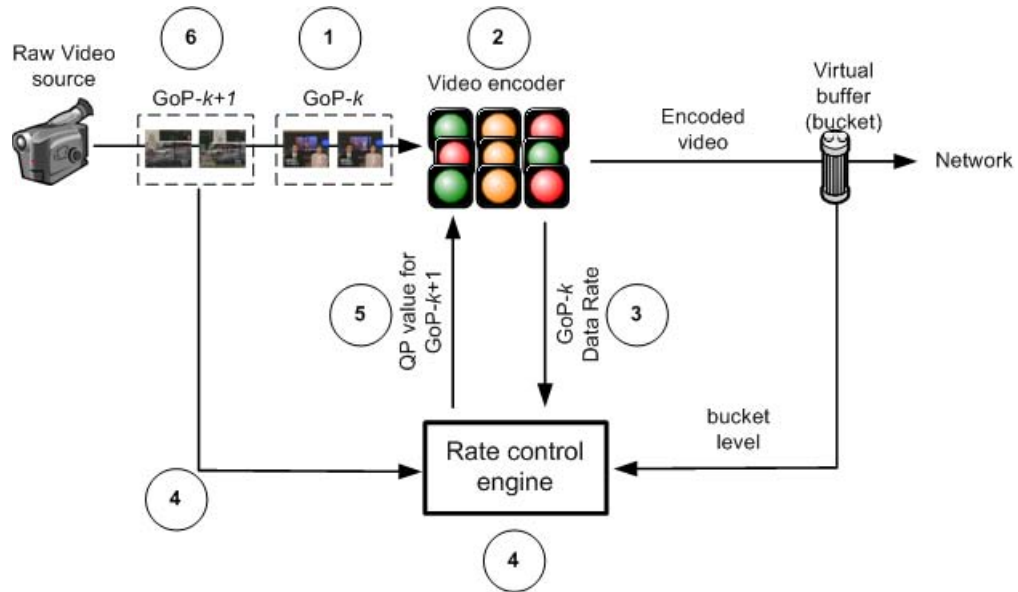 6
1
2
Raw Video
source
GoP-k+1
GoP-k
Video encoder
Virtual
buffer
(bucket)
Encoded
video
Network
5
QP value for
GoP-k+1
GoP-k
Data Rate
3
bucket
level
Rate control
engine
4
4